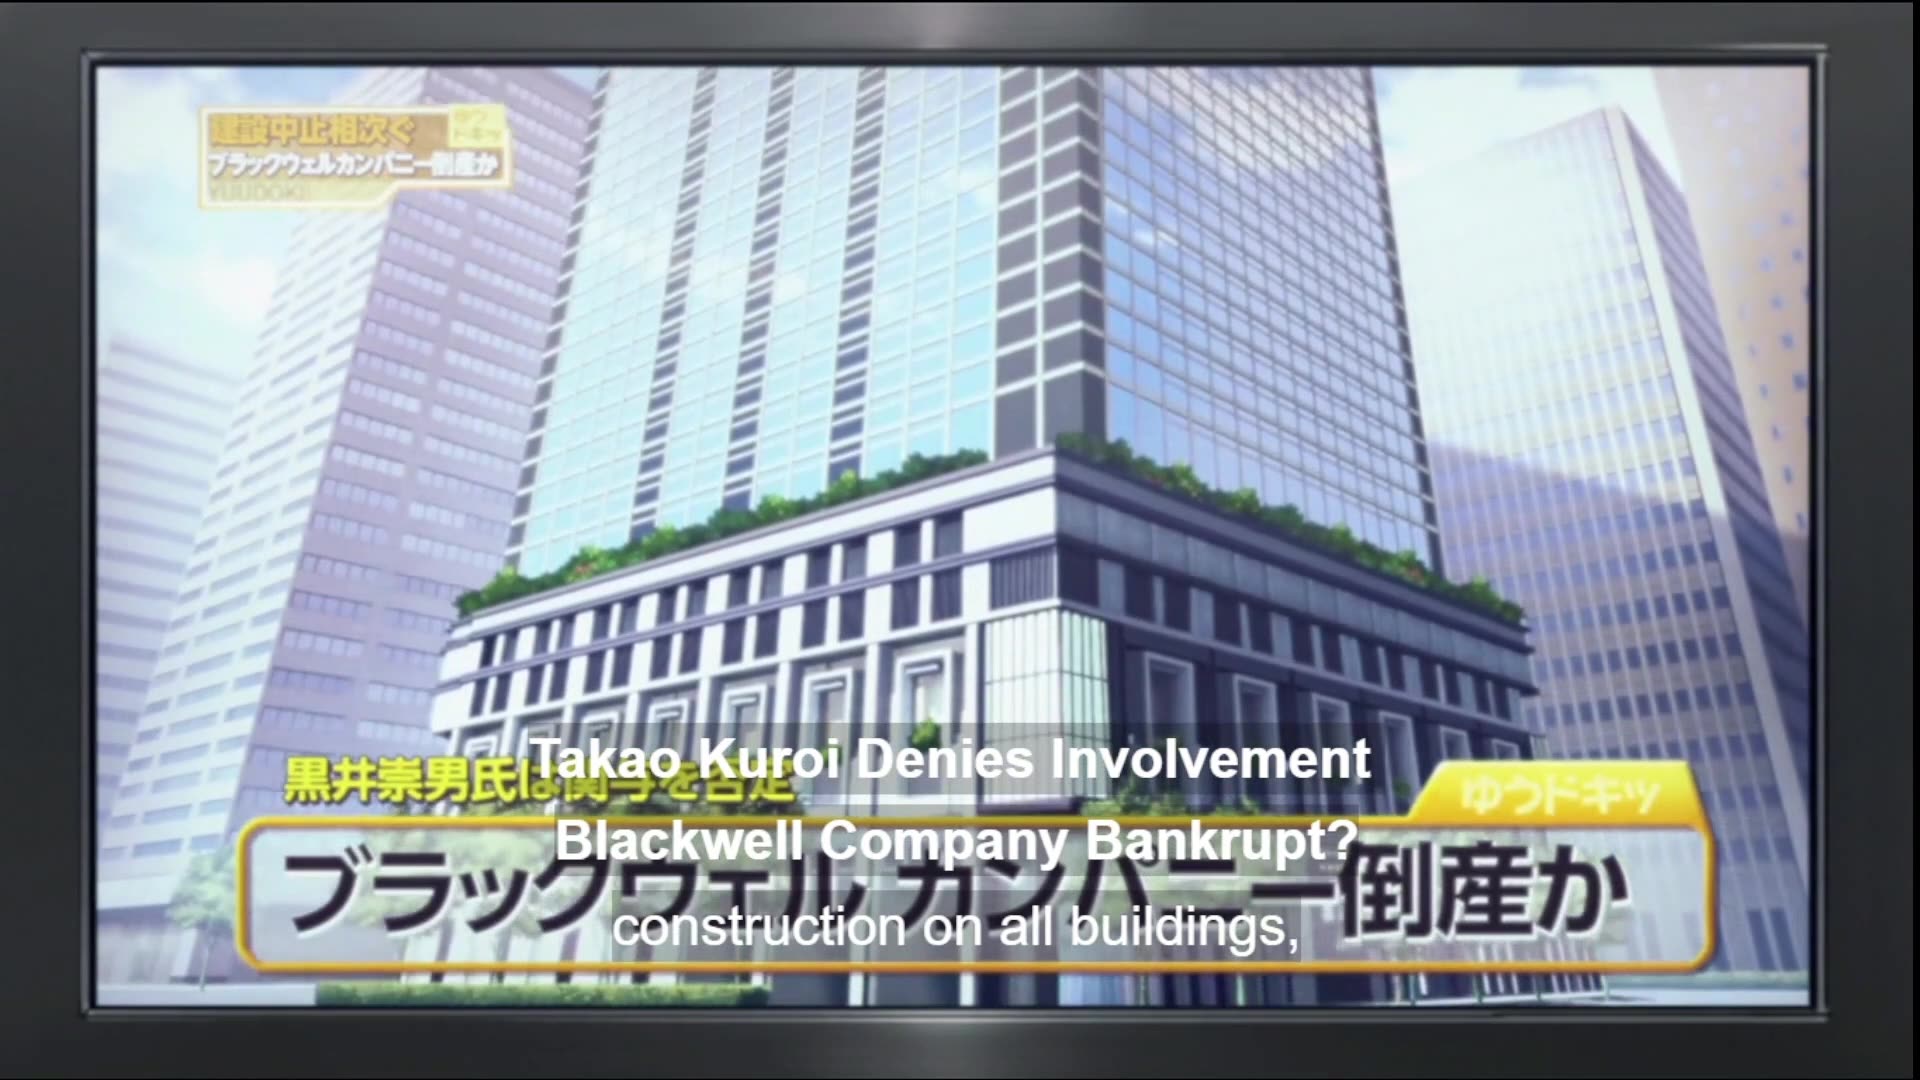 建設中止相次ぐ
ゆう
ドキッ
ブラックウェルカンパニー倒産か
YUUDOKI
黒井崇男氏は関与を否定
Takao Kuroi Denies Involvement
ゆうドキッ
Blackwell Company Bankrupt?
ブラックウェルカンパニー倒産か
construction on all buildings,